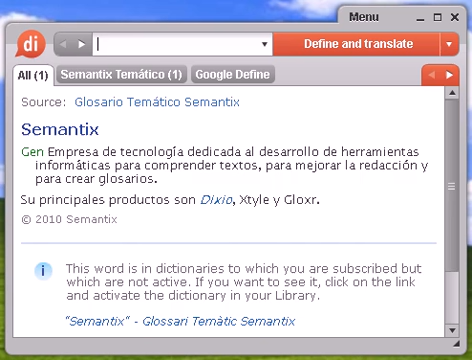 Menu
di
Define and translate
All (1) Semantix Temático (1) Google Define
Source: Glosario Temático Semantix
Semantix
Gen Empresa de tecnología dedicada al desarrollo de herramientas
informáticas para comprender textos, para mejorar la redacción y
para crear glosarios.
Su principales productos son Dixio, Xtyle y Gloxr.
© 2010 Semantix
i
This word is in dictionaries to which you are subscribed but
which are not active. If you want to see it, click on the link
and activate the dictionary in your Library.
"Semantix" - Glossari Temàtic Semantix